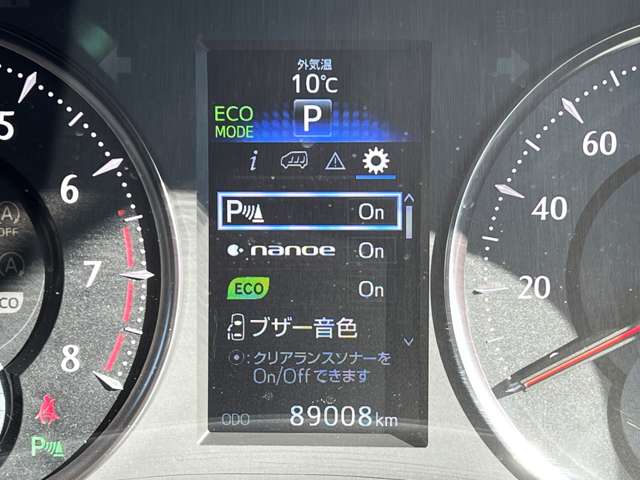 外気温
10℃
ECO
MODE
P
i
P On
nanoe On
ECO On
ブザー音色
:クリアランスソナーを
On/Offできます
ODO 89008km
5
6
7
8
A
OFF
A
ECO
P
60
40
20